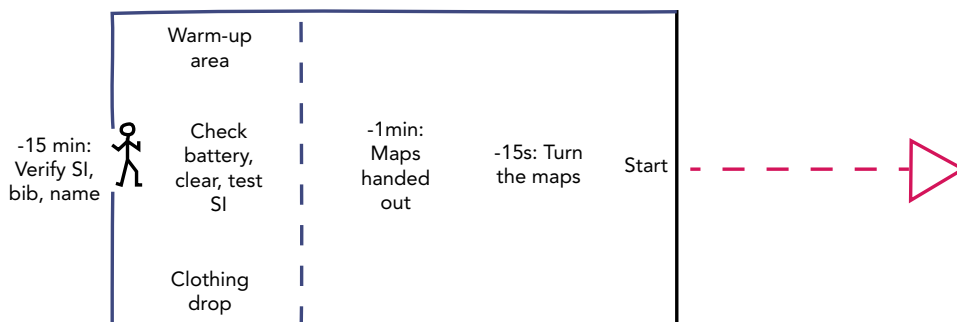 Warm-up
area
-15 min:
Verify SI,
bib, name
Check
battery,
clear, test
SI
-1min:
Maps
handed
out
-15s: Turn
the maps
Start
Clothing
drop